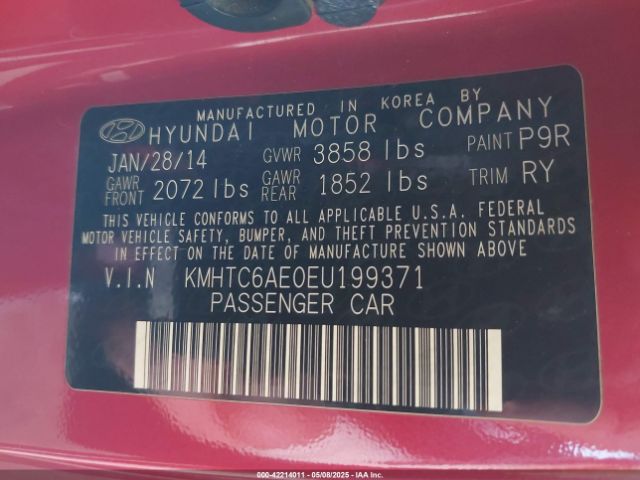 MANUFACTURED IN KOREA BY
HYUNDAI MOTOR COMPANY
JAN/28/14 GVWR 3858 lbs PAINT P9R
GAWR FRONT 2072 lbs GAWR REAR 1852 lbs TRIM RY
THIS VEHICLE CONFORMS TO ALL APPLICABLE U.S.A. FEDERAL
MOTOR VEHICLE SAFETY, BUMPER, AND THEFT PREVENTION STANDARDS
IN EFFECT ON THE DATE OF MANUFACTURE SHOWN ABOVE
V.I.N KMHTC6AE0EU199371
PASSENGER CAR
000-42214011 05/08/2025 IAA Inc.